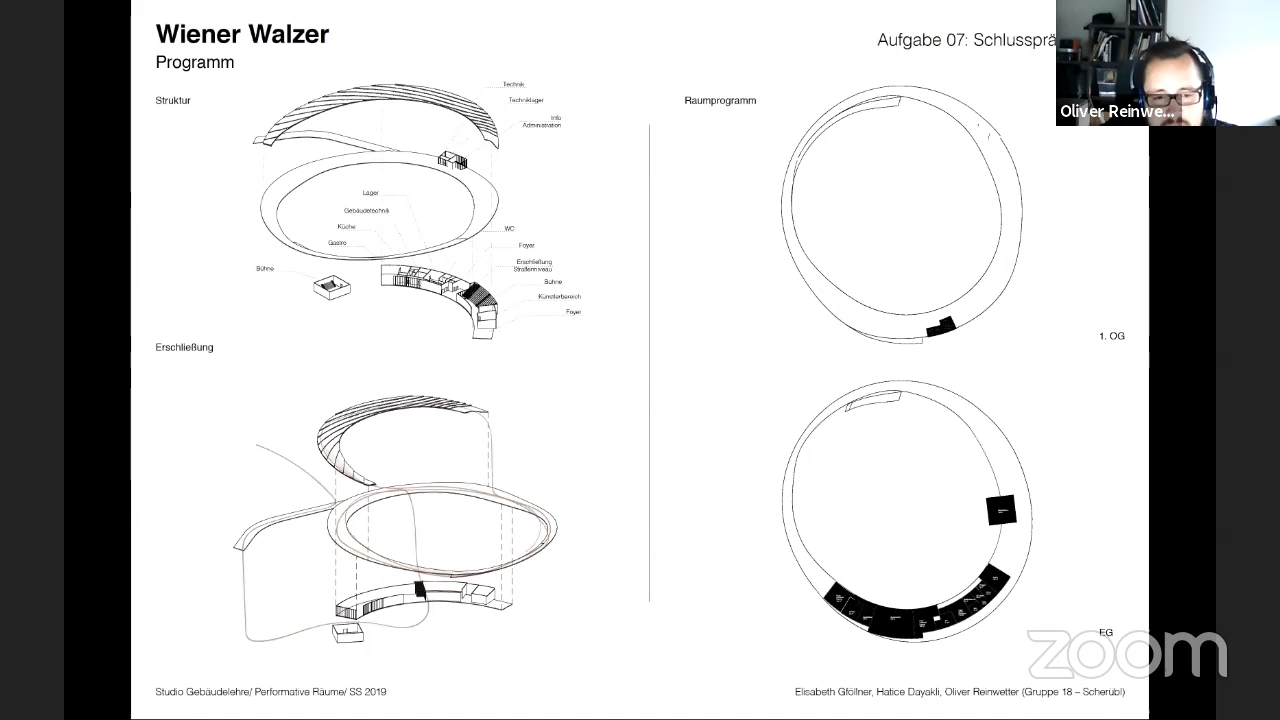 Wiener Walzer
Programm
Aufgabe 07: Schlussprä
Oliver Reinwe...
Struktur
Raumprogramm
Technik
Techniklager
Info
Administration
Lager
Gebäudetechnik
Küche
Gastro
WC
Foyer
Erschließung
Straßenniveau
Bühne
Bühne
Künstlerbereich
Foyer
1. OG
Erschließung
EG
zoom
Studio Gebäudelehre/ Performative Räume/ SS 2019
Elisabeth Gföllner, Hatice Dayakli, Oliver Reinwetter (Gruppe 18 – Scherübl)